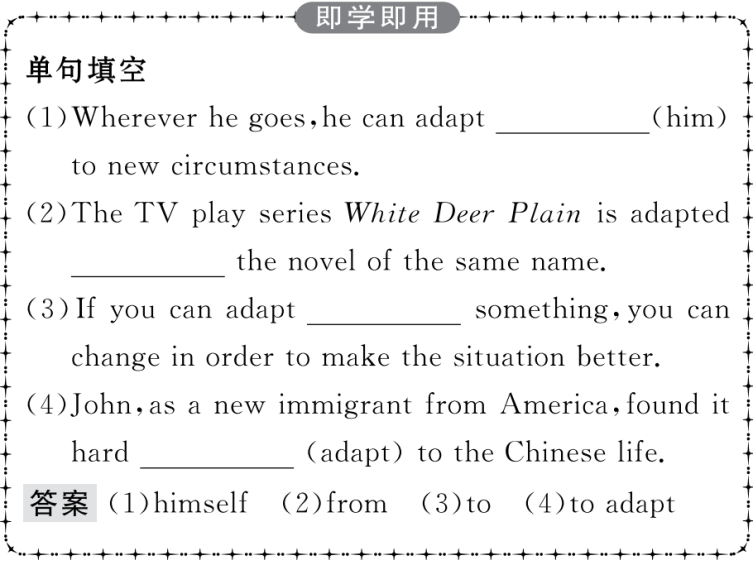 即学即用
单句填空
(1)Wherever he goes,he can adapt ____________(him)
to new circumstances.
(2)The TV play series White Deer Plain is adapted
____________ the novel of the same name.
(3)If you can adapt ____________ something,you can
change in order to make the situation better.
(4)John,as a new immigrant from America,found it
hard ____________ (adapt) to the Chinese life.
答案 (1)himself (2)from (3)to (4)to adapt